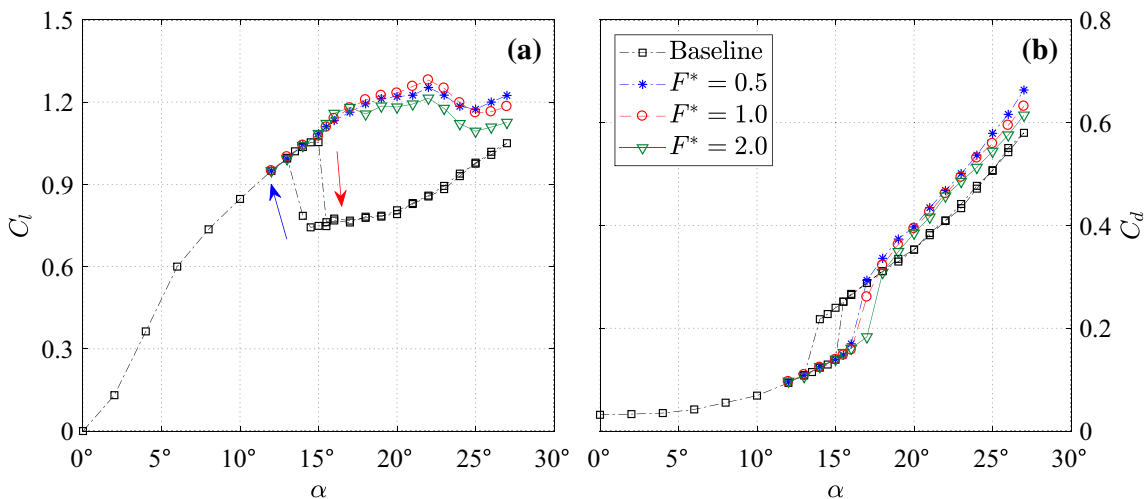 1.5
1.2
0.9
0.6
0.3
0
C_l
(a)
0° 5° 10° 15° 20° 25° 30°
α
(b)
Baseline
F* = 0.5
F* = 1.0
F* = 2.0
0.8
0.6
0.4
0.2
0
C_d
0° 5° 10° 15° 20° 25° 30°
α